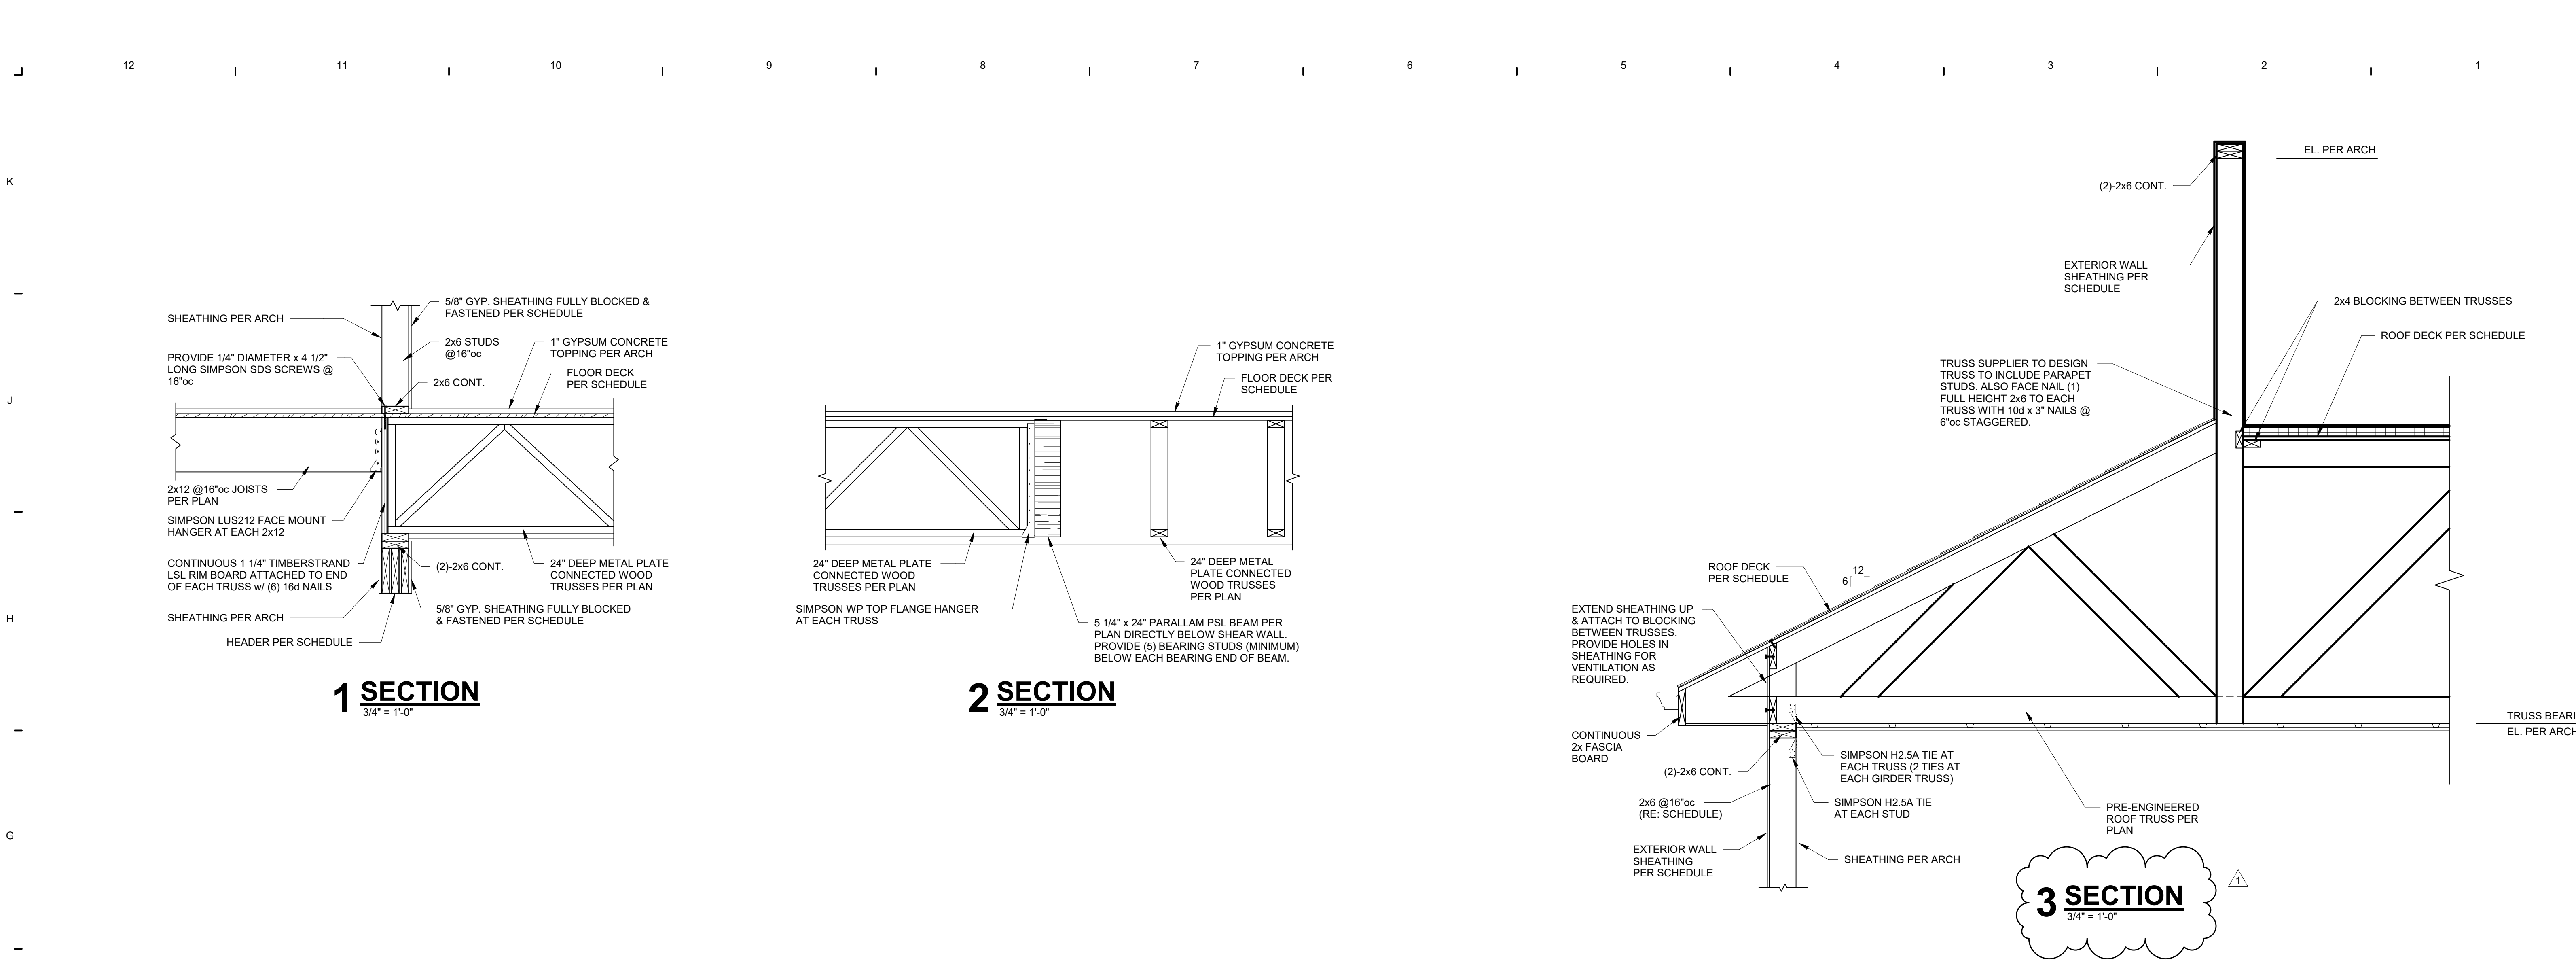 12
11
10
9
8
7
6
5
4
3
2
1
K
J
H
G
SHEATHING PER ARCH
5/8" GYP. SHEATHING FULLY BLOCKED &
FASTENED PER SCHEDULE
PROVIDE 1/4" DIAMETER x 4 1/2"
LONG SIMPSON SDS SCREWS @
16"oc
2x6 STUDS
@16"oc
1" GYPSUM CONCRETE
TOPPING PER ARCH
2x6 CONT.
FLOOR DECK
PER SCHEDULE
2x12 @16"oc JOISTS
PER PLAN
SIMPSON LUS212 FACE MOUNT
HANGER AT EACH 2x12
CONTINUOUS 1 1/4" TIMBERSTRAND
LSL RIM BOARD ATTACHED TO END
OF EACH TRUSS w/ (6) 16d NAILS
(2)-2x6 CONT.
24" DEEP METAL PLATE
CONNECTED WOOD
TRUSSES PER PLAN
SHEATHING PER ARCH
5/8" GYP. SHEATHING FULLY BLOCKED
& FASTENED PER SCHEDULE
HEADER PER SCHEDULE
1 SECTION
3/4" = 1'-0"
1" GYPSUM CONCRETE
TOPPING PER ARCH
FLOOR DECK PER
SCHEDULE
24" DEEP METAL PLATE
CONNECTED WOOD
TRUSSES PER PLAN
24" DEEP METAL
PLATE CONNECTED
WOOD TRUSSES
PER PLAN
SIMPSON WP TOP FLANGE HANGER
AT EACH TRUSS
5 1/4" x 24" PARALLAM PSL BEAM PER
PLAN DIRECTLY BELOW SHEAR WALL.
PROVIDE (5) BEARING STUDS (MINIMUM)
BELOW EACH BEARING END OF BEAM.
2 SECTION
3/4" = 1'-0"
EL. PER ARCH
(2)-2x6 CONT.
EXTERIOR WALL
SHEATHING PER
SCHEDULE
2x4 BLOCKING BETWEEN TRUSSES
ROOF DECK PER SCHEDULE
TRUSS SUPPLIER TO DESIGN
TRUSS TO INCLUDE PARAPET
STUDS. ALSO FACE NAIL (1)
FULL HEIGHT 2x6 TO EACH
TRUSS WITH 10d x 3" NAILS @
6"oc STAGGERED.
ROOF DECK
PER SCHEDULE
12
6
EXTEND SHEATHING UP
& ATTACH TO BLOCKING
BETWEEN TRUSSES.
PROVIDE HOLES IN
SHEATHING FOR
VENTILATION AS
REQUIRED.
CONTINUOUS
2x FASCIA
BOARD
TRUSS BEARI
EL. PER ARCH
(2)-2x6 CONT.
SIMPSON H2.5A TIE AT
EACH TRUSS (2 TIES AT
EACH GIRDER TRUSS)
2x6 @16"oc
(RE: SCHEDULE)
SIMPSON H2.5A TIE
AT EACH STUD
PRE-ENGINEERED
ROOF TRUSS PER
PLAN
EXTERIOR WALL
SHEATHING
PER SCHEDULE
SHEATHING PER ARCH
3 SECTION
3/4" = 1'-0"
1